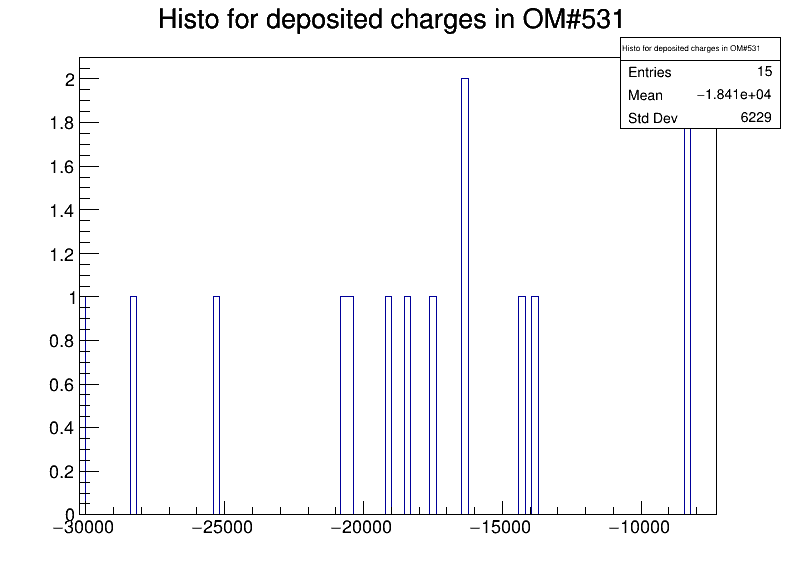 Histo for deposited charges in OM#531
Histo for deposited charges in OM#531
Entries 15
Mean −1.841e+04
Std Dev 6229
2
1.8
1.6
1.4
1.2
1
0.8
0.6
0.4
0.2
0
−30000 −25000 −20000 −15000 −10000